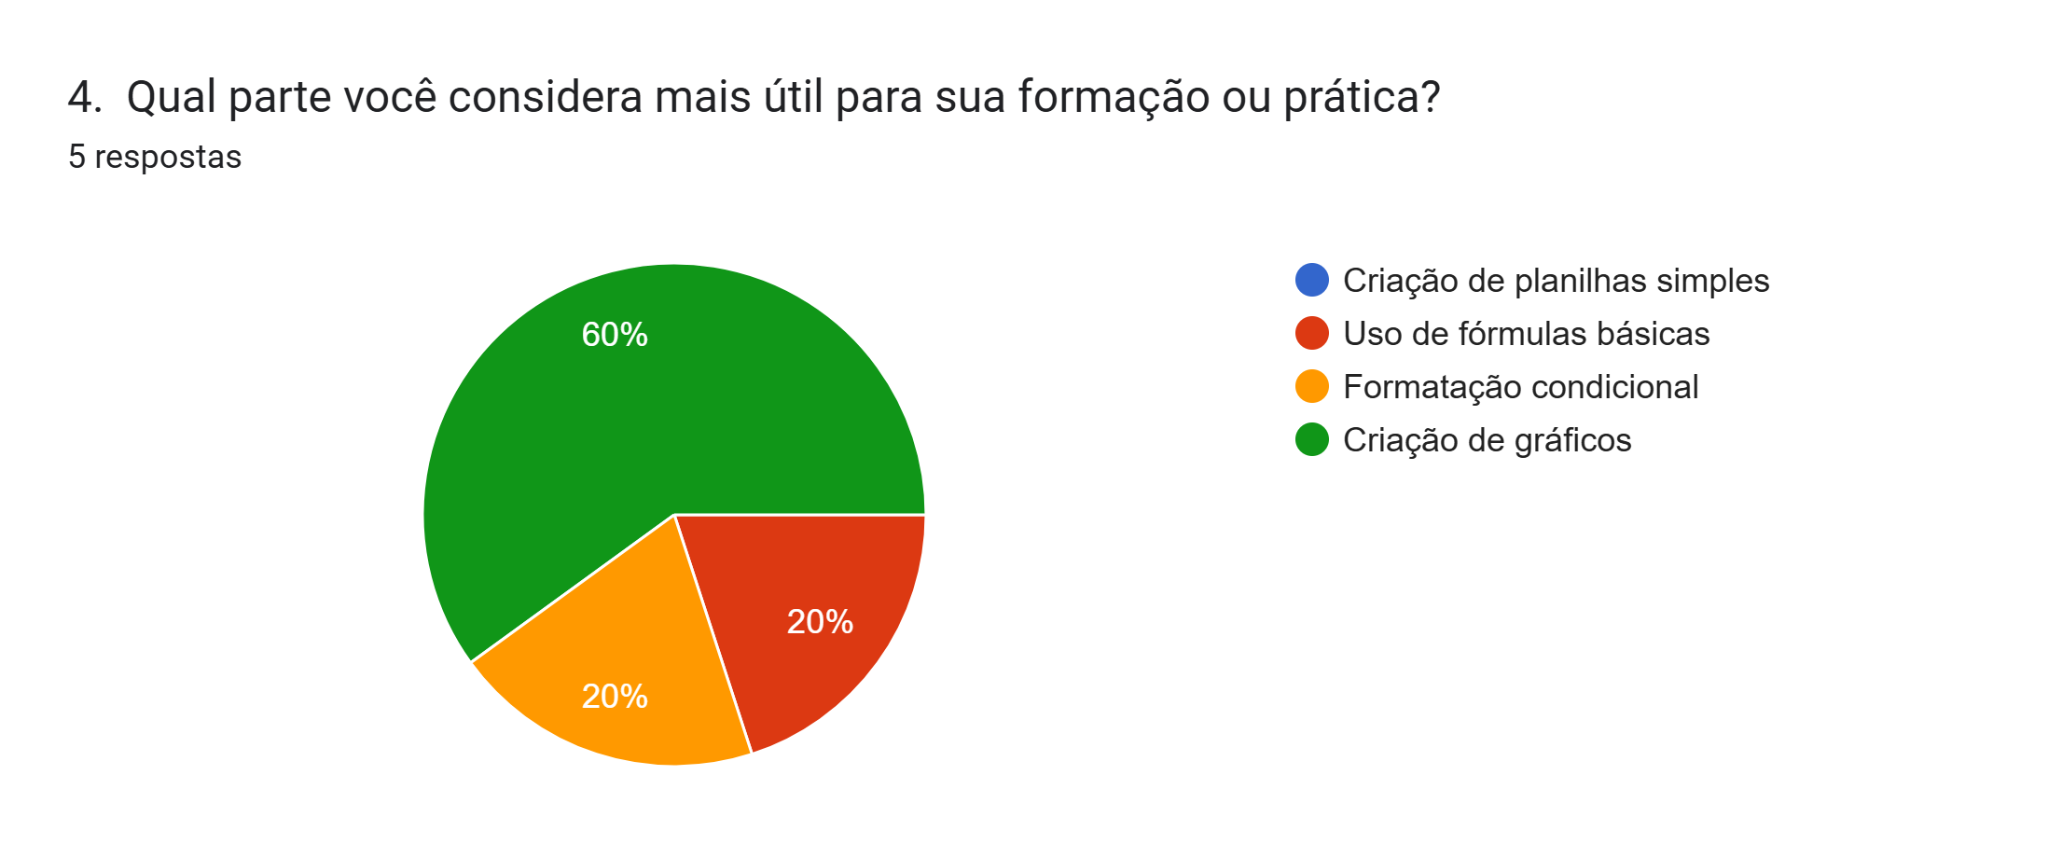 4. Qual parte você considera mais útil para sua formação ou prática?
5 respostas
Criação de planilhas simples
Uso de fórmulas básicas
Formatação condicional
Criação de gráficos
60%
20%
20%